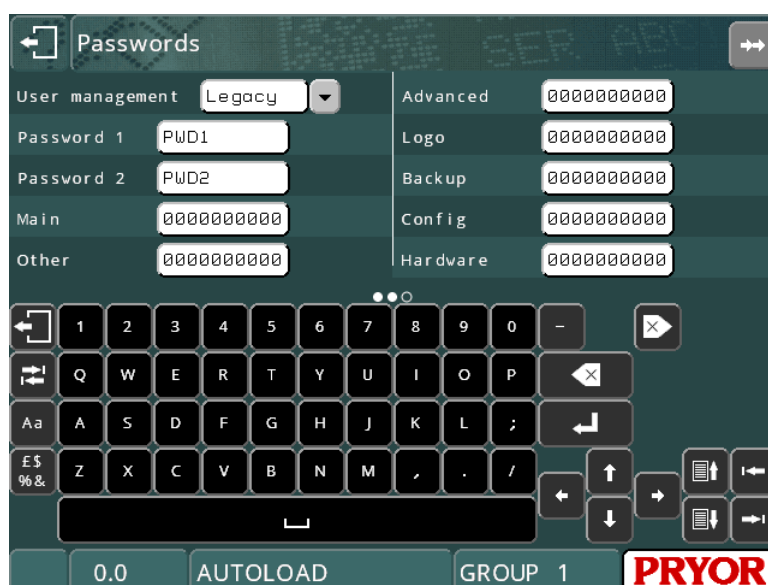 Passwords
User management Legacy
Password 1 PWD1
Password 2 PWD2
Main 0000000000
Other 0000000000
Advanced 0000000000
Logo 0000000000
Backup 0000000000
Config 0000000000
Hardware 0000000000
1 2 3 4 5 6 7 8 9 0 -
Q W E R T Y U I O P
Aa A S D F G H J K L ;
£$
%& Z X C V B N M , . /
0.0 AUTOLOAD GROUP 1 PRYOR